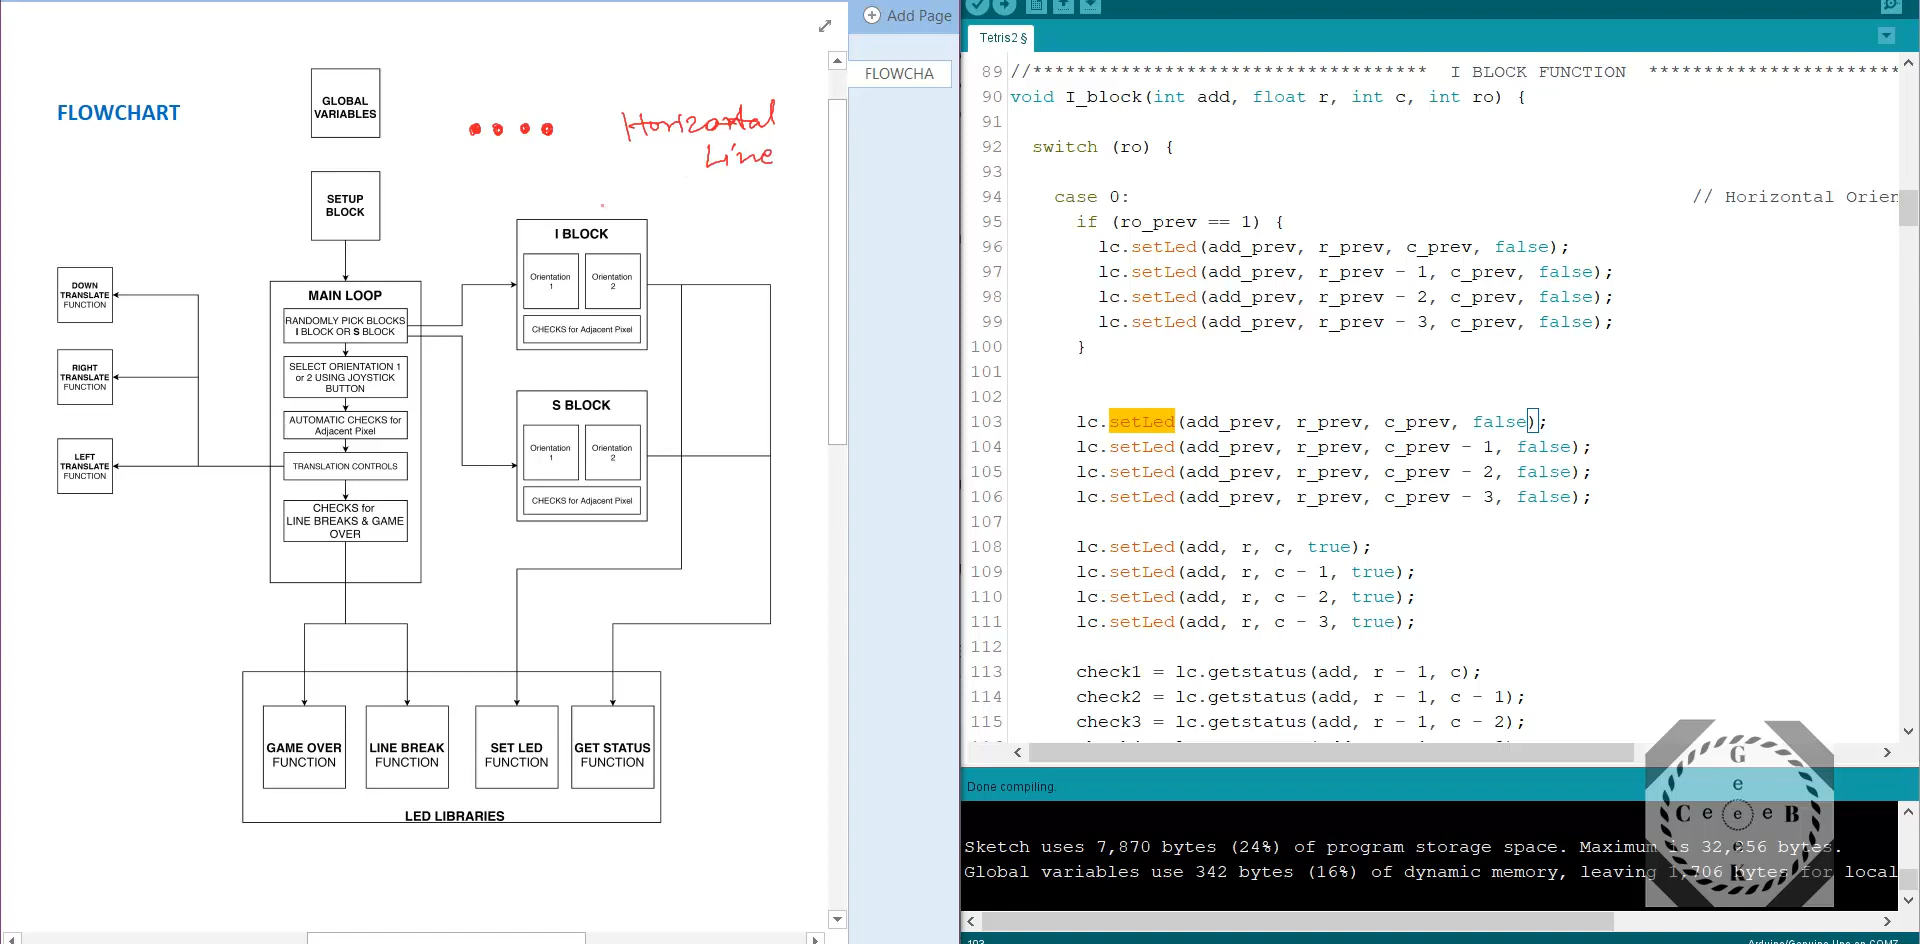 Add Page
FLOWCHA
FLOWCHART
GLOBAL
VARIABLES
Horizontal
Line
SETUP
BLOCK
DOWN
TRANSLATE
FUNCTION
RIGHT
TRANSLATE
FUNCTION
LEFT
TRANSLATE
FUNCTION
MAIN LOOP
RANDOMLY PICK BLOCKS
I BLOCK OR S BLOCK
SELECT ORIENTATION 1
or 2 USING JOYSTICK
BUTTON
AUTOMATIC CHECKS for
Adjacent Pixel
TRANSLATION CONTROLS
CHECKS for
LINE BREAKS & GAME
OVER
I BLOCK
Orientation
1
Orientation
2
CHECKS for Adjacent Pixel
S BLOCK
Orientation
1
Orientation
2
CHECKS for Adjacent Pixel
GAME OVER
FUNCTION
LINE BREAK
FUNCTION
SET LED
FUNCTION
GET STATUS
FUNCTION
LED LIBRARIES
Tetris2 §
89 //************************************ I BLOCK FUNCTION ***********************
90 void I_block(int add, float r, int c, int ro) {
91
92 switch (ro) {
93
94 case 0: // Horizontal Orien
95 if (ro_prev == 1) {
96 lc.setLed(add_prev, r_prev, c_prev, false);
97 lc.setLed(add_prev, r_prev - 1, c_prev, false);
98 lc.setLed(add_prev, r_prev - 2, c_prev, false);
99 lc.setLed(add_prev, r_prev - 3, c_prev, false);
100 }
101
102
103 lc.setLed(add_prev, r_prev, c_prev, false);
104 lc.setLed(add_prev, r_prev, c_prev - 1, false);
105 lc.setLed(add_prev, r_prev, c_prev - 2, false);
106 lc.setLed(add_prev, r_prev, c_prev - 3, false);
107
108 lc.setLed(add, r, c, true);
109 lc.setLed(add, r, c - 1, true);
110 lc.setLed(add, r, c - 2, true);
111 lc.setLed(add, r, c - 3, true);
112
113 check1 = lc.getstatus(add, r - 1, c);
114 check2 = lc.getstatus(add, r - 1, c - 1);
115 check3 = lc.getstatus(add, r - 1, c - 2);
Done compiling.
Sketch uses 7,870 bytes (24%) of program storage space. Maximum is 32,256 bytes.
Global variables use 342 bytes (16%) of dynamic memory, leaving 1,706 bytes for local
G
e
C e e e B
e
K